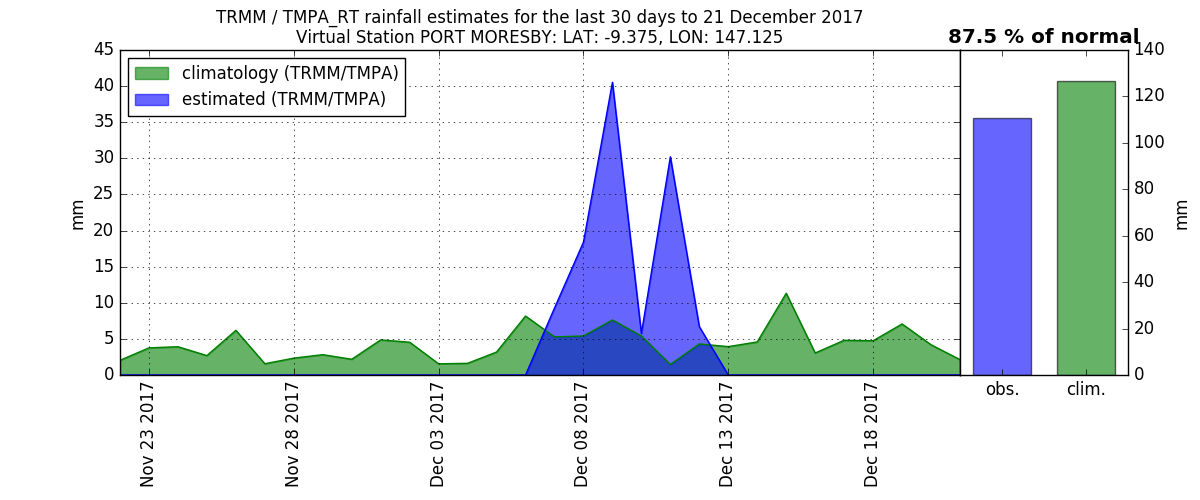 TRMM / TMPA_RT rainfall estimates for the last 30 days to 21 December 2017
Virtual Station PORT MORESBY: LAT: -9.375, LON: 147.125
87.5 % of normal
climatology (TRMM/TMPA)
estimated (TRMM/TMPA)
45
40
35
30
25
20
15
10
5
0
mm
Nov 23 2017
Nov 28 2017
Dec 03 2017
Dec 08 2017
Dec 13 2017
Dec 18 2017
140
120
100
80
60
40
20
0
mm
obs.
clim.